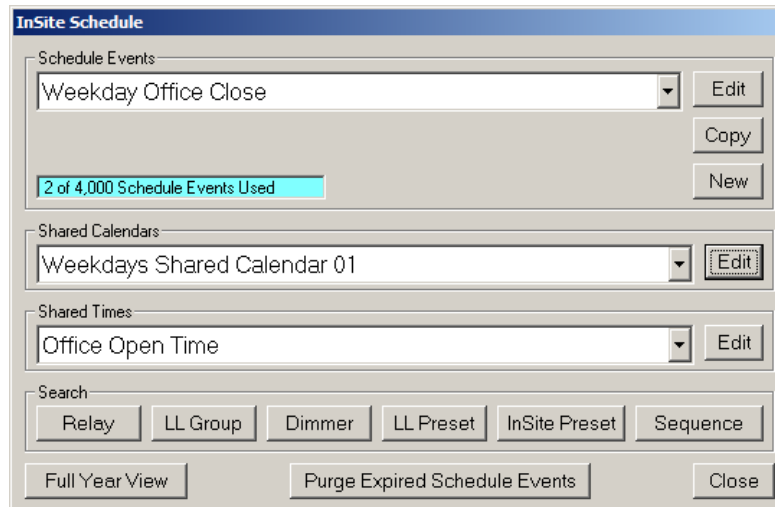 InSite Schedule
Schedule Events
Weekday Office Close
Edit
Copy
2 of 4,000 Schedule Events Used
New
Shared Calendars
Weekdays Shared Calendar 01
Edit
Shared Times
Office Open Time
Edit
Search
Relay LL Group Dimmer LL Preset InSite Preset Sequence
Full Year View Purge Expired Schedule Events Close